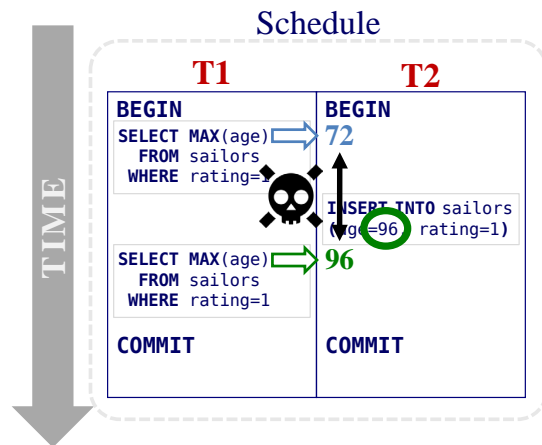 Schedule
T1
T2
TIME
BEGIN
SELECT MAX(age)
FROM sailors
WHERE rating=1
SELECT MAX(age)
FROM sailors
WHERE rating=1
COMMIT
BEGIN
72
INSERT INTO sailors
(age=96, rating=1)
96
COMMIT